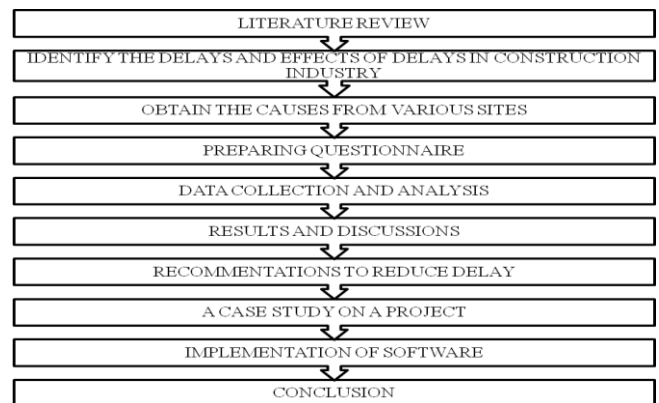 LITERATURE REVIEW
IDENTIFY THE DELAYS AND EFFECTS OF DELAYS IN CONSTRUCTION
INDUSTRY
OBTAIN THE CAUSES FROM VARIOUS SITES
PREPARING QUESTIONNAIRE
DATA COLLECTION AND ANALYSIS
RESULTS AND DISCUSSIONS
RECOMMENTATIONS TO REDUCE DELAY
A CASE STUDY ON A PROJECT
IMPLEMENTATION OF SOFTWARE
CONCLUSION